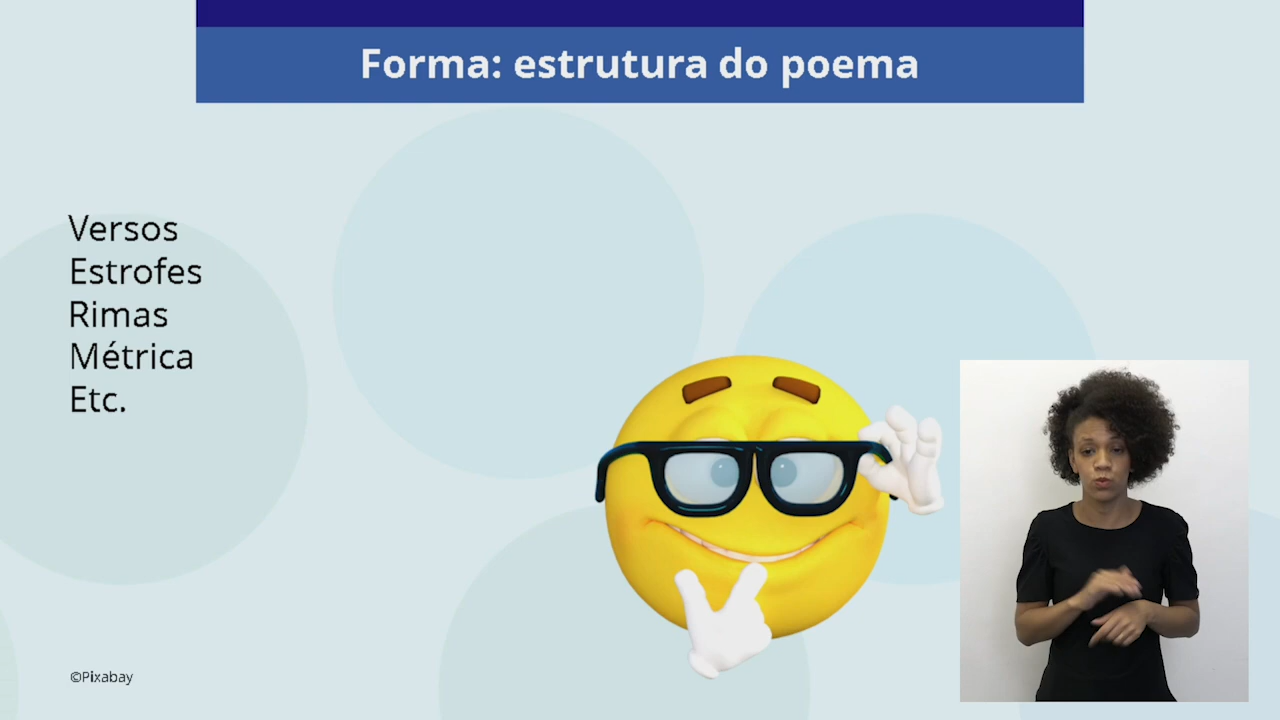 Forma: estrutura do poema
Versos
Estrofes
Rimas
Métrica
Etc.
©Pixabay